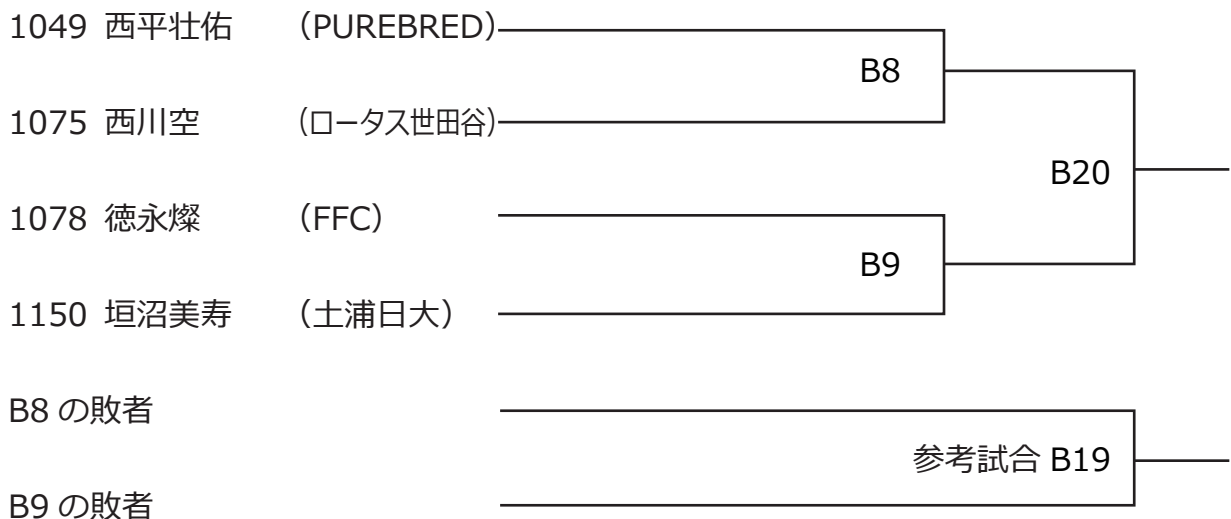 1049 西平壮佑 （PUREBRED）
B8
1075 西川空 （ロータス世田谷）
B20
1078 徳永燦 （FFC）
B9
1150 垣沼美寿 （土浦日大）
B8 の敗者
参考試合 B19
B9 の敗者